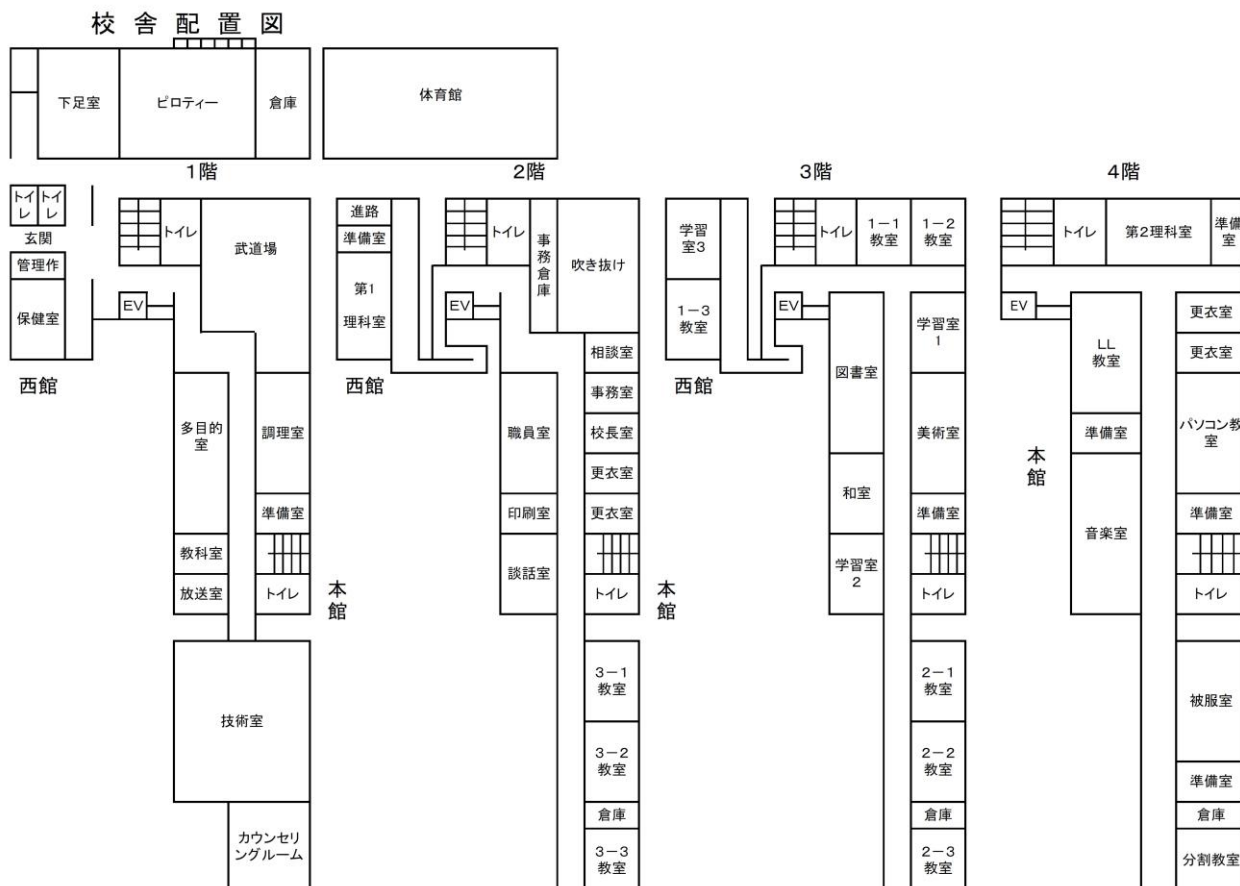 校舎配置図
下足室
ピロティー
倉庫
体育館
1階
2階
3階
4階
トイ
レ
トイ
レ
玄関
管理作
保健室
西館
トイレ
武道場
EV
多目的
室
調理室
準備室
教科室
放送室
トイレ
本
館
技術室
カウンセリ
ングルーム
進路
準備室
第1
理科室
西館
トイレ
事
務
倉
庫
吹き抜け
EV
相談室
事務室
職員室
校長室
更衣室
印刷室
更衣室
談話室
トイレ
本
館
3-1
教室
3-2
教室
倉庫
3-3
教室
学習
室3
1-3
教室
西館
トイレ
1-1
教室
1-2
教室
EV
図書室
学習室
1
美術室
和室
準備室
学習室
2
トイレ
2-1
教室
2-2
教室
倉庫
2-3
教室
トイレ
第2理科室
準備
室
EV
LL
教室
更衣室
更衣室
準備室
パソコン教
室
本
館
音楽室
準備室
トイレ
被服室
準備室
倉庫
分割教室